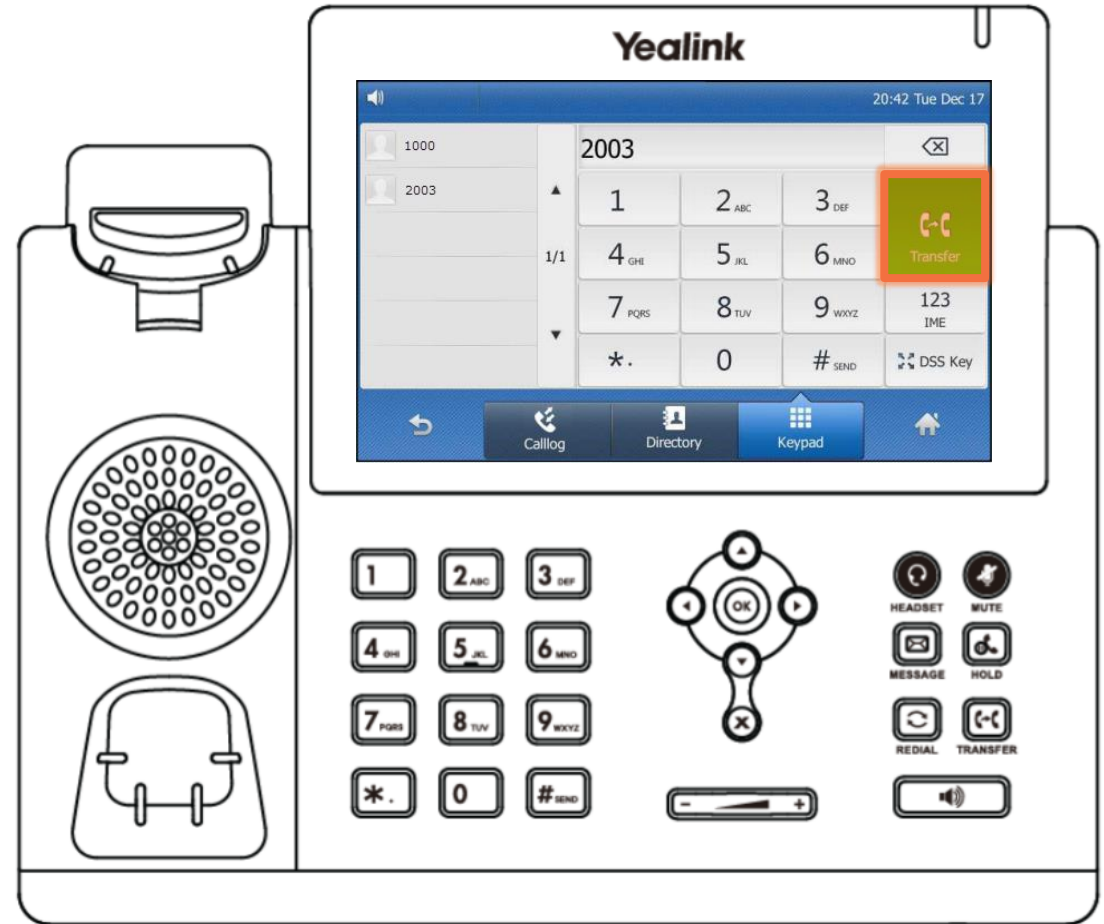 Yealink
20:42 Tue Dec 17
1000
2003
1/1
2003
1 2 ABC 3 DEF
Transfer
4 GHI 5 JKL 6 MNO
7 PQRS 8 TUV 9 WXYZ 123 IME
*. 0 # SEND DSS Key
Calllog Directory Keypad
1 2 ABC 3 DEF
OK
HEADSET MUTE
4 GHI 5 JKL 6 MNO
MESSAGE HOLD
7 PQRS 8 TUV 9 WXYZ
REDIAL TRANSFER
*. 0 # SEND
- +